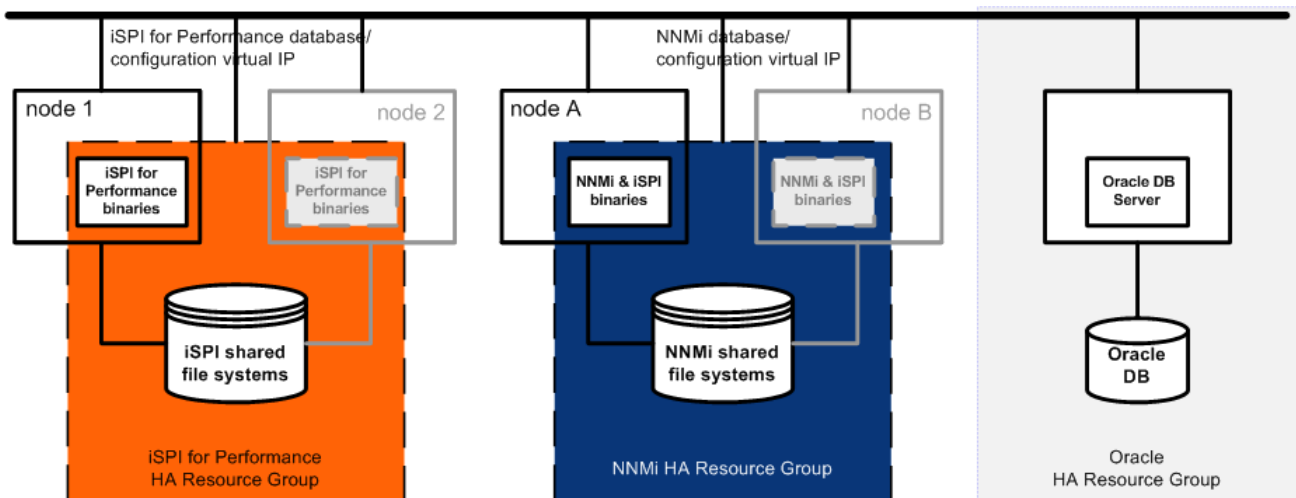 iSPI for Performance database/
configuration virtual IP
NNMi database/
configuration virtual IP
node 1
node 2
node A
node B
iSPI for
Performance
binaries
iSPI for
Performance
binaries
NNMi & iSPI
binaries
NNMi & iSPI
binaries
Oracle DB
Server
iSPI shared
file systems
NNMi shared
file systems
Oracle
DB
iSPI for Performance
HA Resource Group
NNMi HA Resource Group
Oracle
HA Resource Group